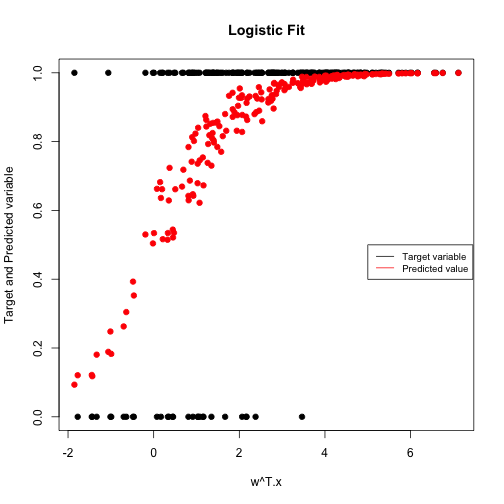 Logistic Fit
Target and Predicted variable
1.0
0.8
0.6
0.4
0.2
0.0
Target variable
Predicted value
-2 0 2 4 6
w^T.x